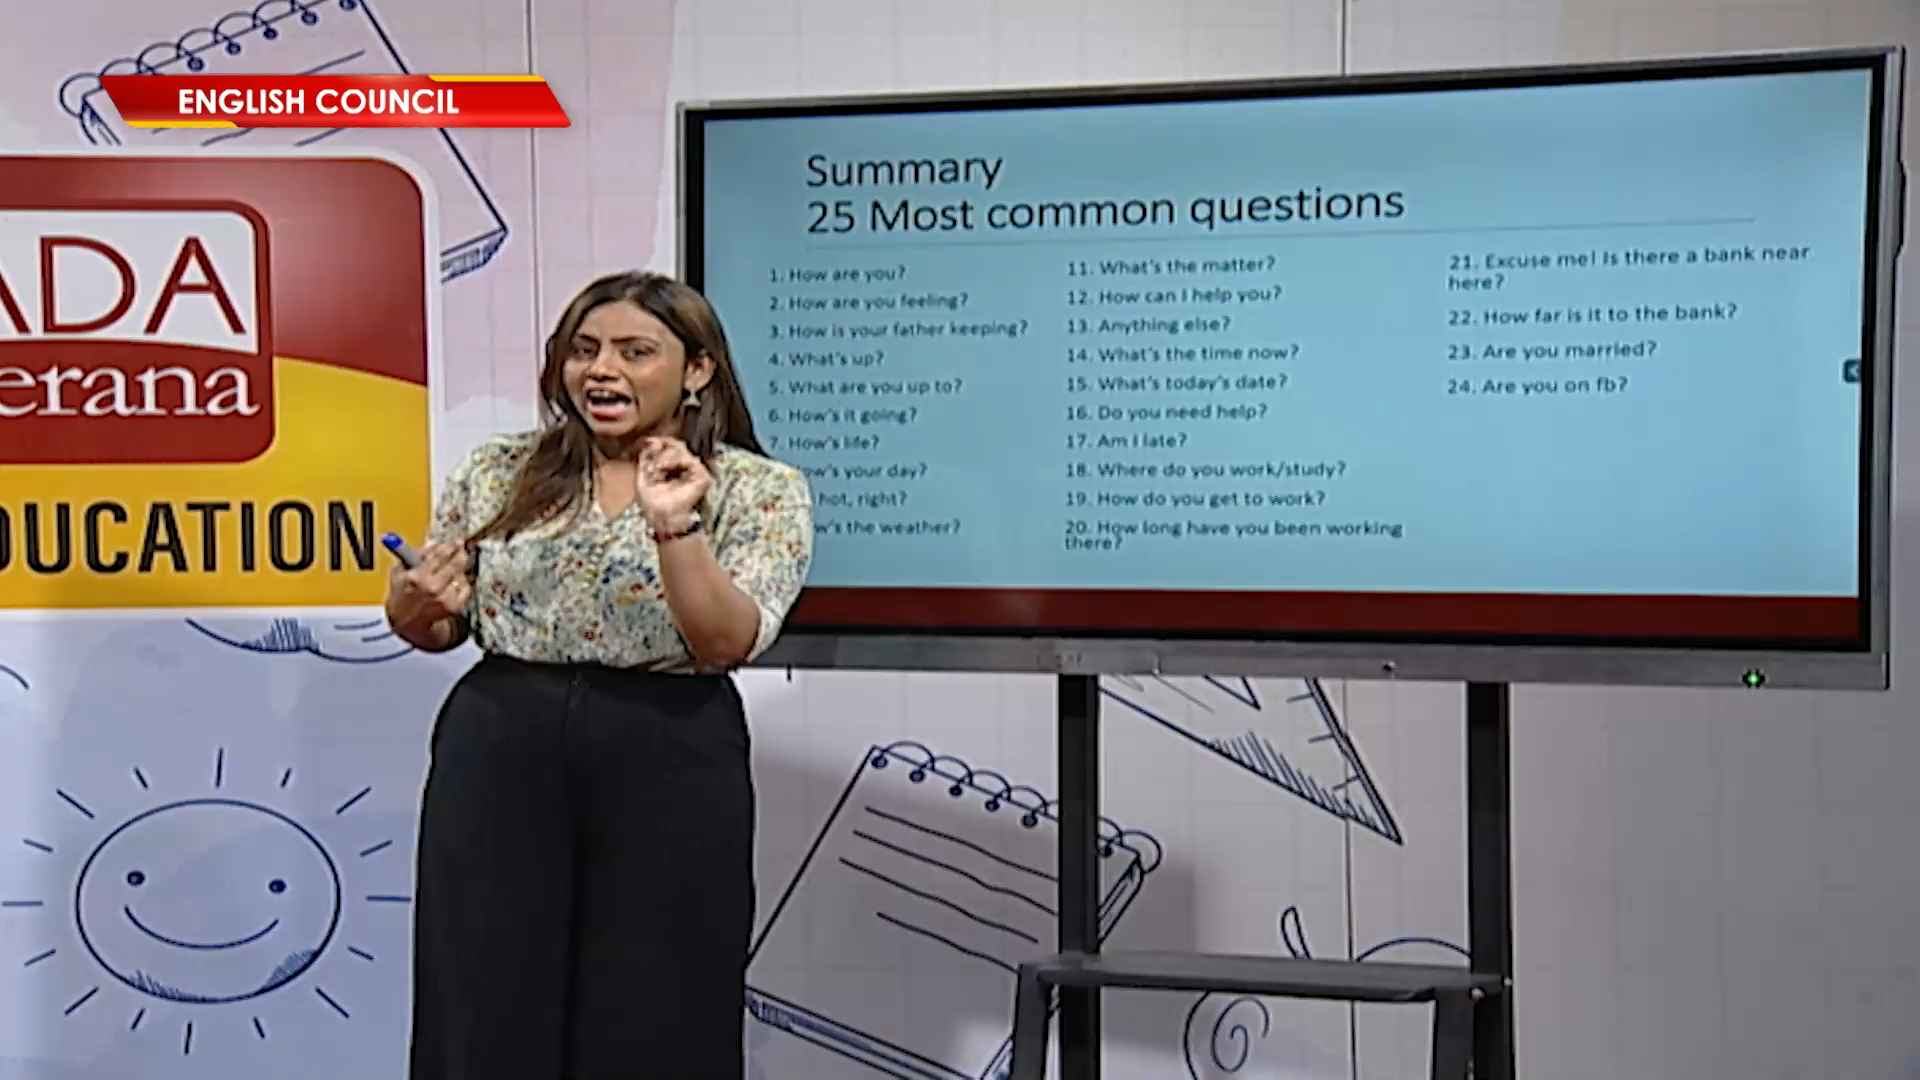 ENGLISH COUNCIL
ADA
erana
DUCATION
Summary
25 Most common questions
1. How are you?
2. How are you feeling?
3. How is your father keeping?
4. What's up?
5. What are you up to?
6. How's it going?
7. How's life?
ow's your day?
hot, right?
w's the weather?
11. What's the matter?
12. How can I help you?
13. Anything else?
14. What's the time now?
15. What's today's date?
16. Do you need help?
17. Am I late?
18. Where do you work/study?
19. How do you get to work?
20. How long have you been working
there?
21. Excuse me! Is there a bank near
here?
22. How far is it to the bank?
23. Are you married?
24. Are you on fb?